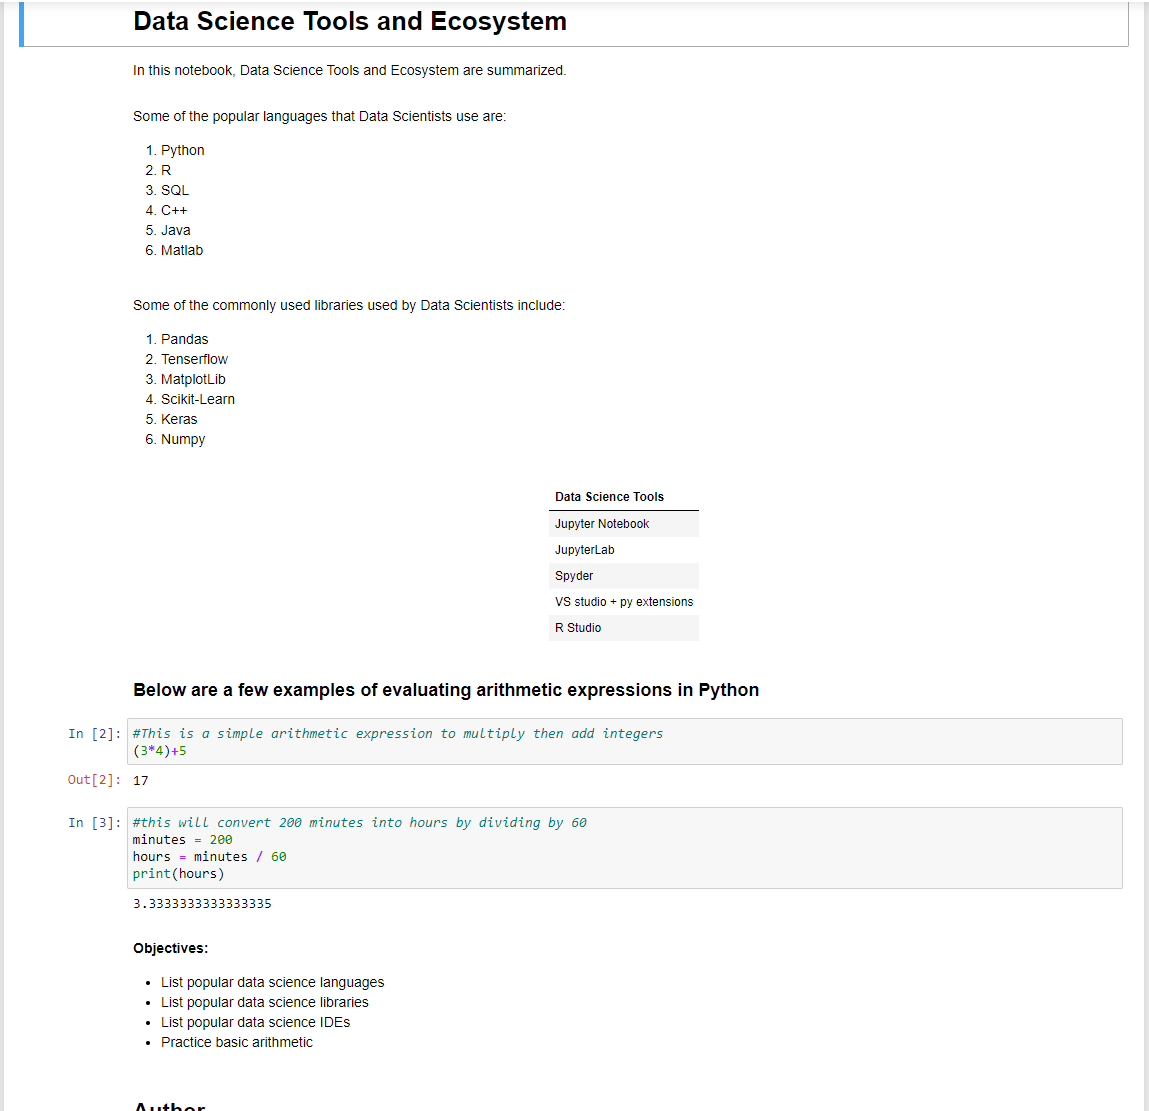 Data Science Tools and Ecosystem
In this notebook, Data Science Tools and Ecosystem are summarized.
Some of the popular languages that Data Scientists use are:
1. Python
2. R
3. SQL
4. C++
5. Java
6. Matlab
Some of the commonly used libraries used by Data Scientists include:
1. Pandas
2. Tenserflow
3. MatplotLib
4. Scikit-Learn
5. Keras
6. Numpy
Data Science Tools
Jupyter Notebook
JupyterLab
Spyder
VS studio + py extensions
R Studio
Below are a few examples of evaluating arithmetic expressions in Python
In [2]: #This is a simple arithmetic expression to multiply then add integers
(3*4)+5
Out[2]: 17
In [3]: #this will convert 200 minutes into hours by dividing by 60
minutes = 200
hours = minutes / 60
print(hours)
3.3333333333333335
Objectives:
• List popular data science languages
• List popular data science libraries
• List popular data science IDEs
• Practice basic arithmetic
Author